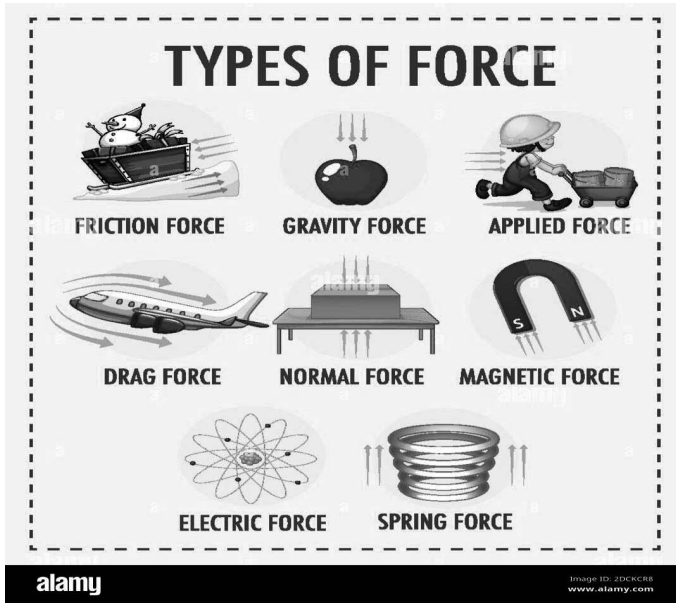 TYPES OF FORCE
FRICTION FORCE
GRAVITY FORCE
APPLIED FORCE
DRAG FORCE
NORMAL FORCE
MAGNETIC FORCE
S N
ELECTRIC FORCE
SPRING FORCE
alamy
Image ID: 2DCKCR8
www.alamy.com